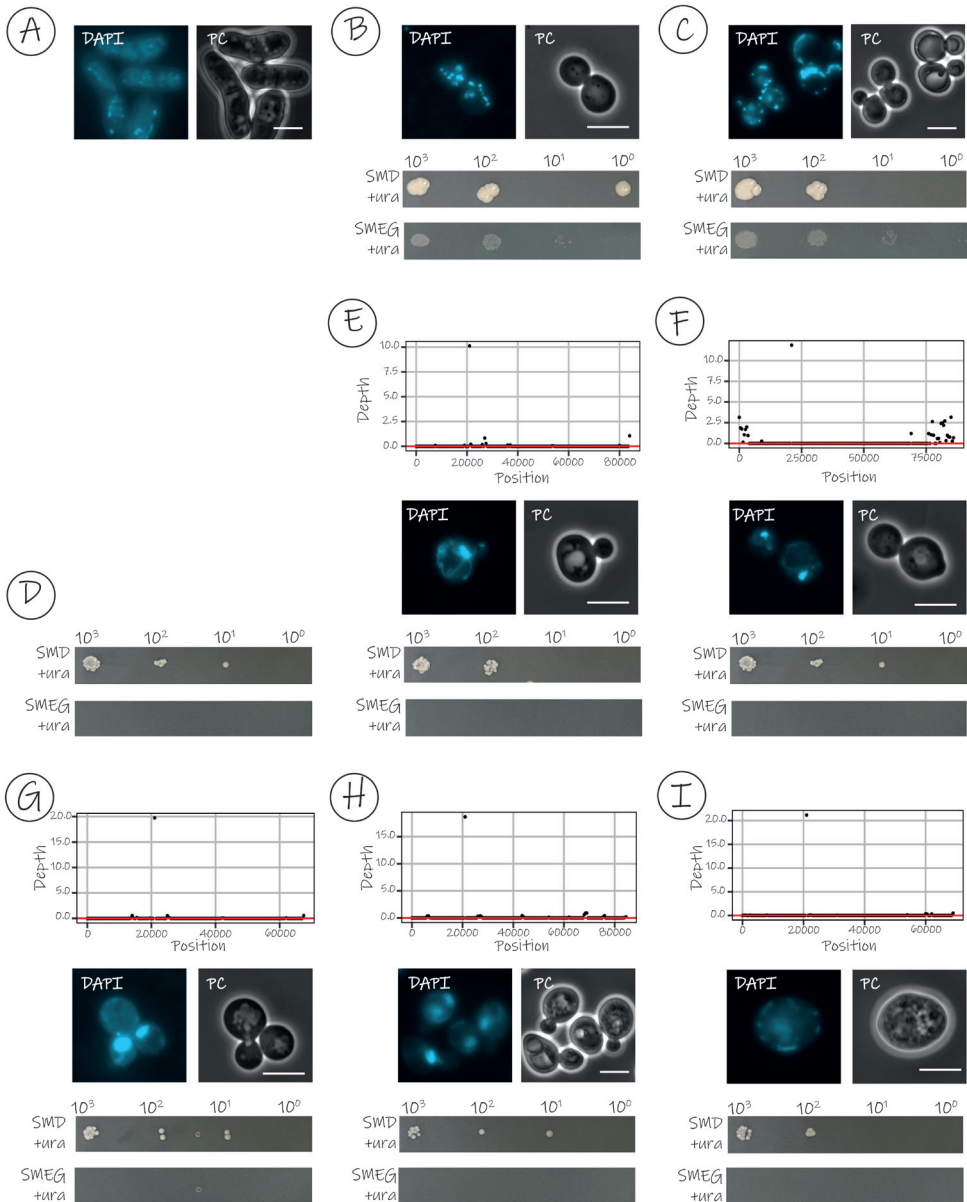 A
DAPI PC
B
DAPI PC
10³ 10² 10¹ 10⁰
SMD
+ura
SMEG
+ura
C
DAPI PC
10³ 10² 10¹ 10⁰
SMD
+ura
SMEG
+ura
D
10³ 10² 10¹ 10⁰
SMD
+ura
SMEG
+ura
E
Depth
10.0
7.5
5.0
2.5
0.0
0 20000 40000 60000 80000
Position
DAPI PC
10³ 10² 10¹ 10⁰
SMD
+ura
SMEG
+ura
F
Depth
10.0
7.5
5.0
2.5
0.0
0 25000 50000 75000
Position
DAPI PC
10³ 10² 10¹ 10⁰
SMD
+ura
SMEG
+ura
G
Depth
20.0
15.0
10.0
5.0
0.0
0 20000 40000 60000
Position
DAPI PC
10³ 10² 10¹ 10⁰
SMD
+ura
SMEG
+ura
H
Depth
15.0
10.0
5.0
0.0
0 20000 40000 60000 80000
Position
DAPI PC
10³ 10² 10¹ 10⁰
SMD
+ura
SMEG
+ura
I
Depth
20.0
15.0
10.0
5.0
0.0
0 20000 40000 60000
Position
DAPI PC
10³ 10² 10¹ 10⁰
SMD
+ura
SMEG
+ura